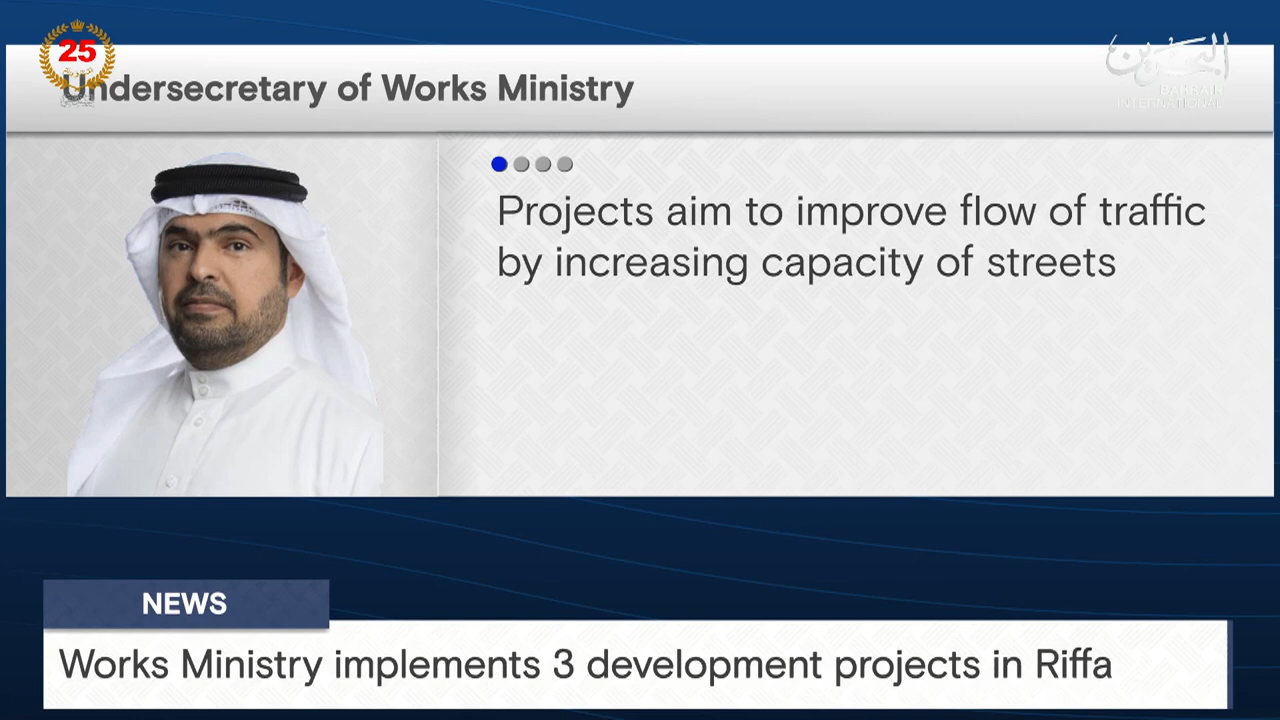 25
Undersecretary of Works Ministry
البحرين
BAHRAIN
INTERNATIONAL
Projects aim to improve flow of traffic
by increasing capacity of streets
NEWS
Works Ministry implements 3 development projects in Riffa